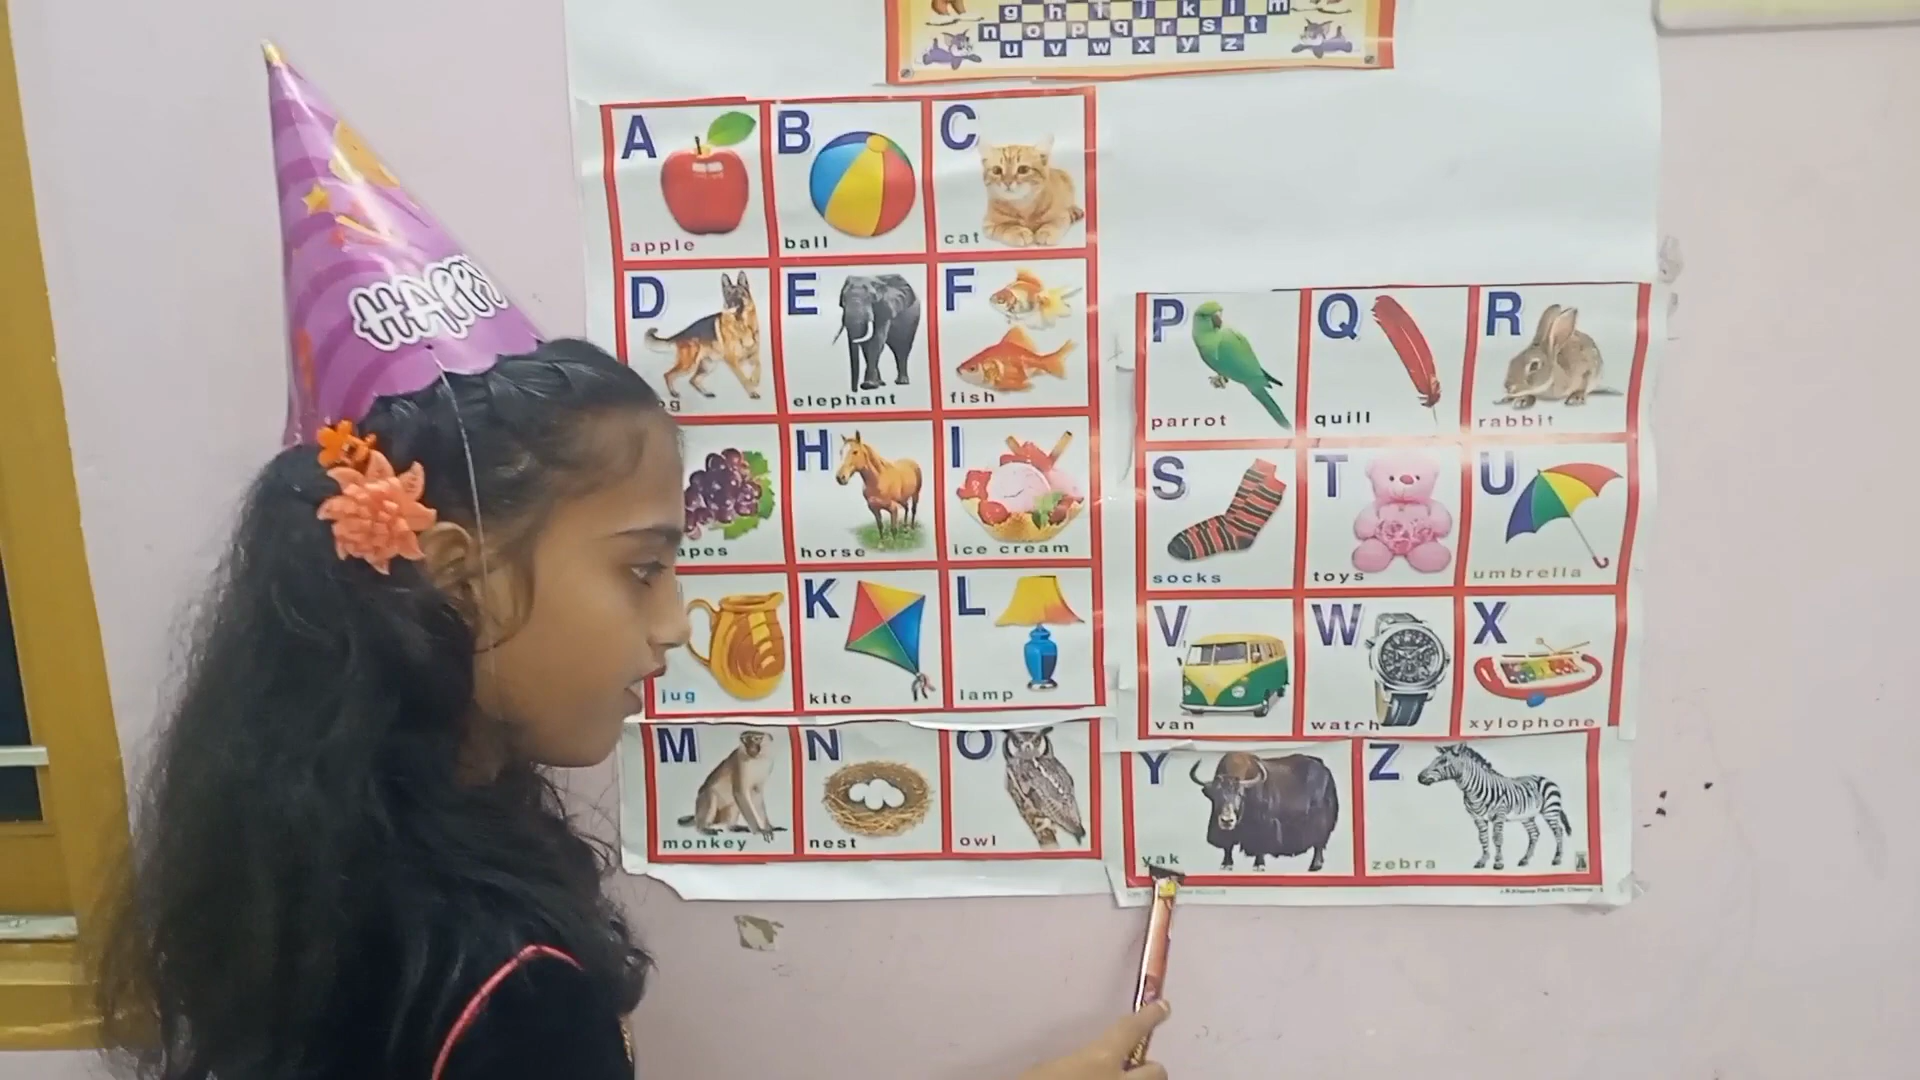 g h i j k l m
n o p q r s t
u v w x y z
HAPPY
A B C
apple ball cat
D E F
elephant fish
H I
horse ice cream
K L
jug kite lamp
M N O
monkey nest owl
P Q R
parrot quill rabbit
S T U
socks toys umbrella
V W X
van watch xylophone
Y Z
yak zebra